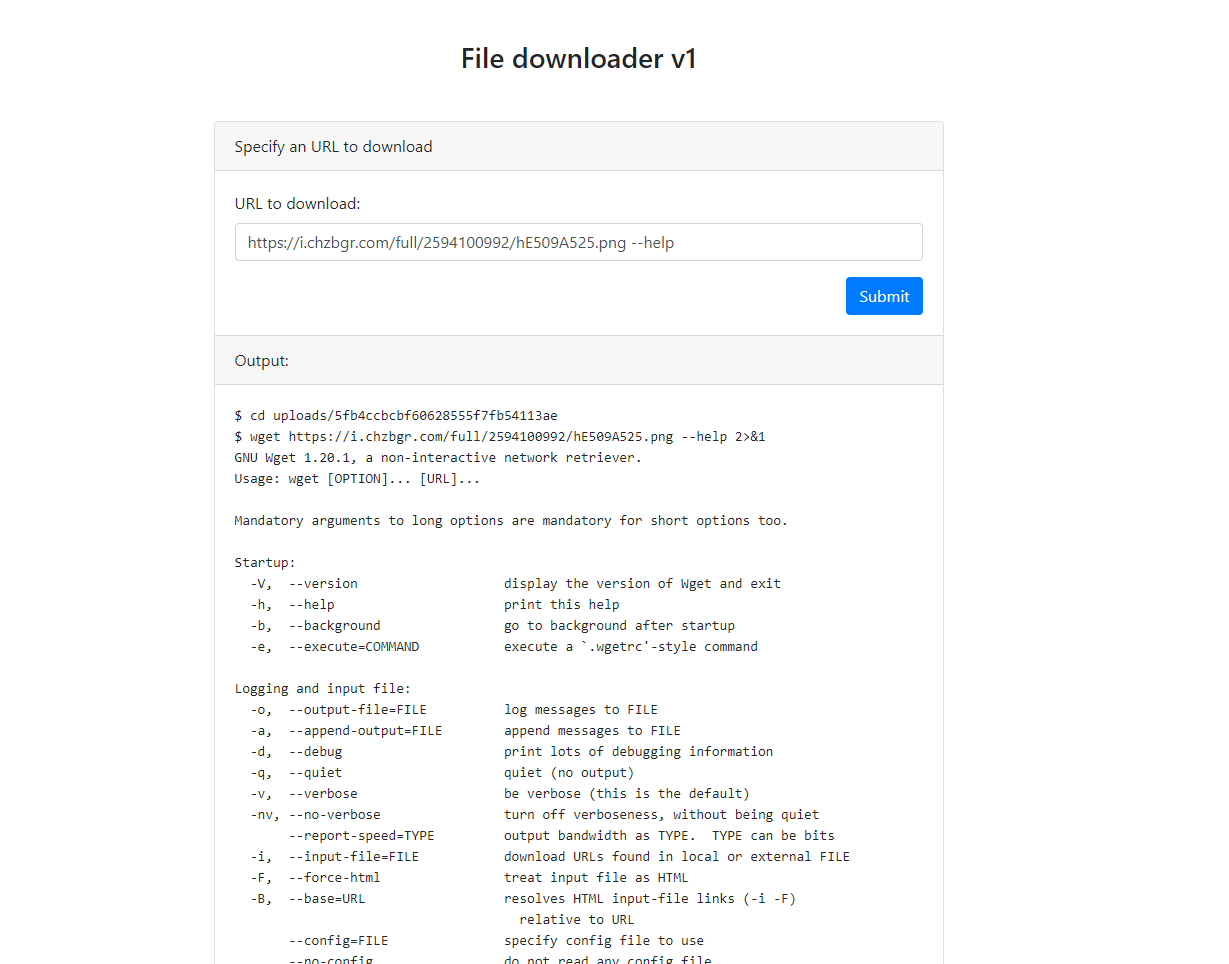 File downloader v1
Specify an URL to download
URL to download:
https://i.chzbgr.com/full/2594100992/hE509A525.png --help
Submit
Output:
$ cd uploads/5fb4ccbcbf60628555f7fb54113ae
$ wget https://i.chzbgr.com/full/2594100992/hE509A525.png --help 2>&1
GNU Wget 1.20.1, a non-interactive network retriever.
Usage: wget [OPTION]... [URL]...
Mandatory arguments to long options are mandatory for short options too.
Startup:
-V,  --version                   display the version of Wget and exit
-h,  --help                      print this help
-b,  --background                go to background after startup
-e,  --execute=COMMAND           execute a `.wgetrc'-style command
Logging and input file:
-o,  --output-file=FILE          log messages to FILE
-a,  --append-output=FILE        append messages to FILE
-d,  --debug                     print lots of debugging information
-q,  --quiet                     quiet (no output)
-v,  --verbose                   be verbose (this is the default)
-nv, --no-verbose                turn off verboseness, without being quiet
--report-speed=TYPE         output bandwidth as TYPE.  TYPE can be bits
-i,  --input-file=FILE           download URLs found in local or external FILE
-F,  --force-html                treat input file as HTML
-B,  --base=URL                  resolves HTML input-file links (-i -F)
relative to URL
--config=FILE               specify config file to use
--no-config                 do not read any config file